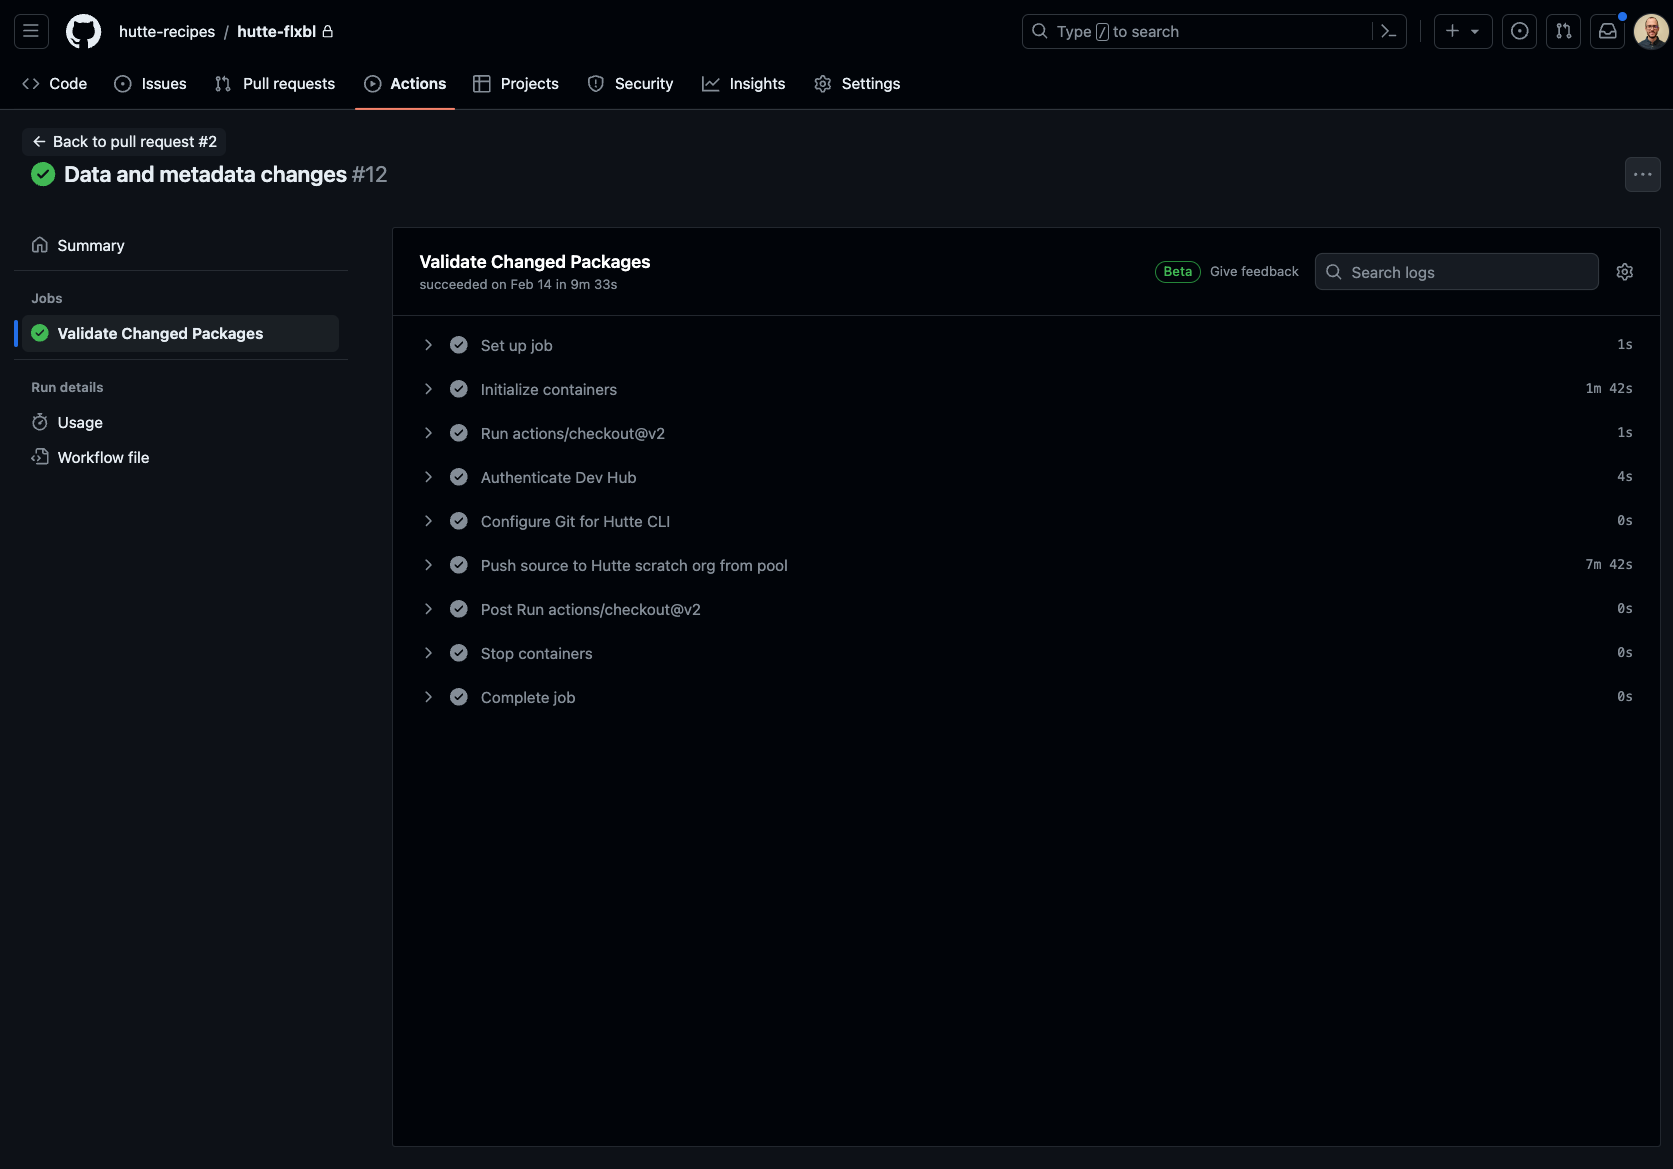 hutte-recipes / hutte-flxbl
Type / to search
Code
Issues
Pull requests
Actions
Projects
Security
Insights
Settings
Back to pull request #2
Data and metadata changes #12
Summary
Jobs
Validate Changed Packages
Run details
Usage
Workflow file
Validate Changed Packages
succeeded on Feb 14 in 9m 33s
Beta
Give feedback
Search logs
Set up job 1s
Initialize containers 1m 42s
Run actions/checkout@v2 1s
Authenticate Dev Hub 4s
Configure Git for Hutte CLI 0s
Push source to Hutte scratch org from pool 7m 42s
Post Run actions/checkout@v2 0s
Stop containers 0s
Complete job 0s